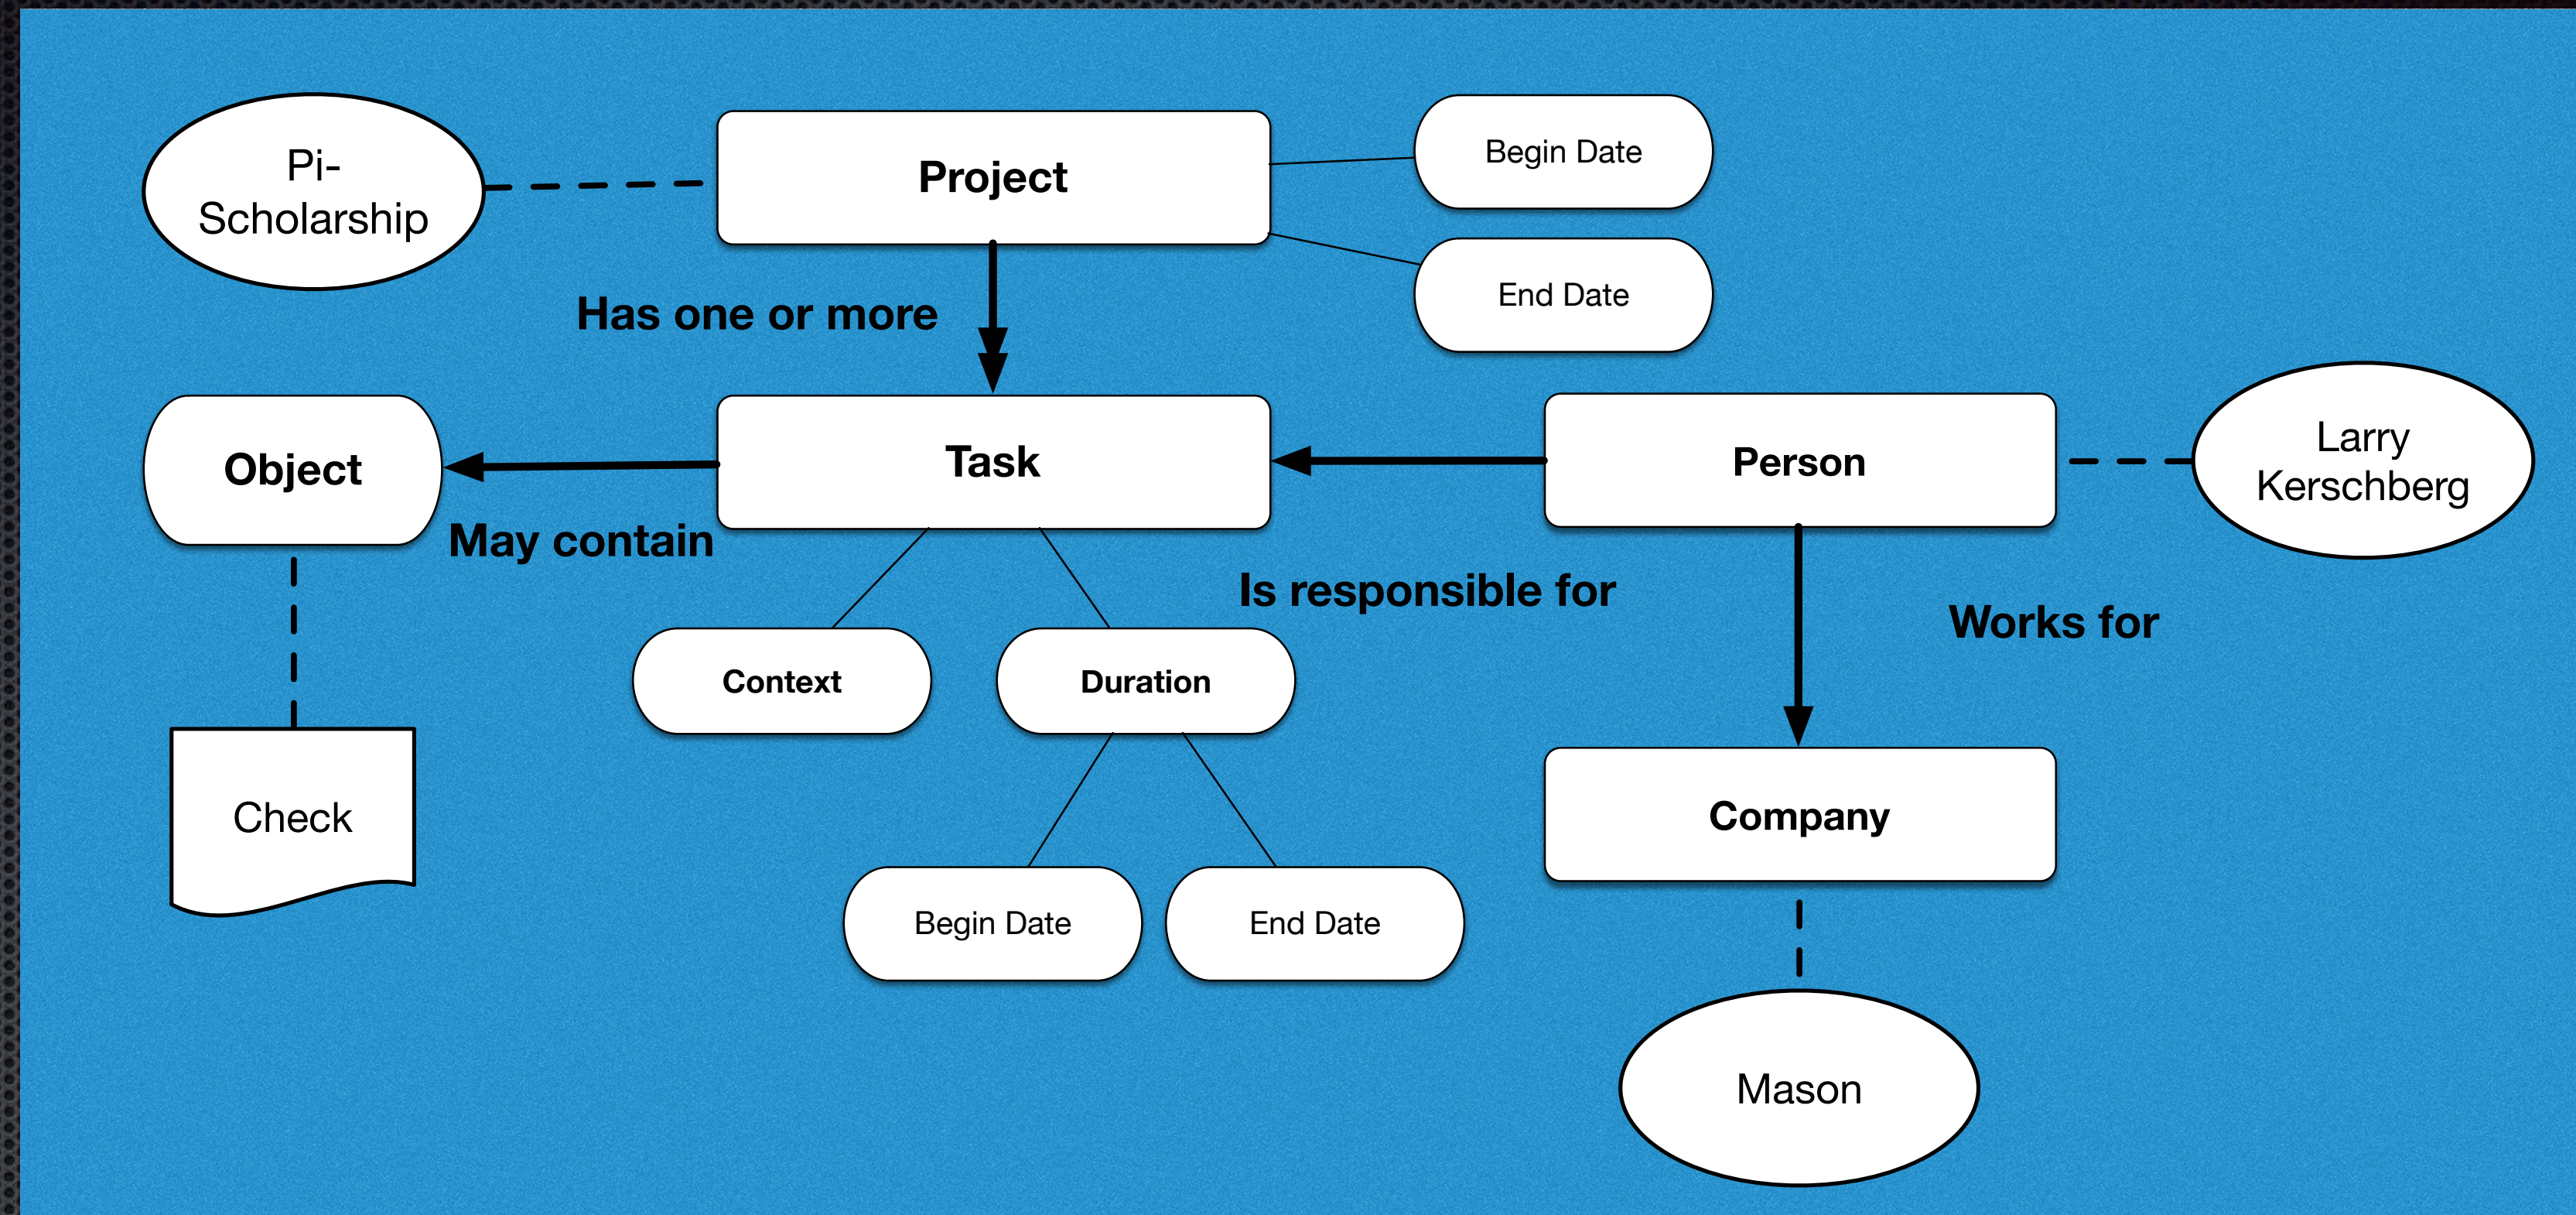 Pi-
Scholarship
Project
Begin Date
End Date
Has one or more
Object
Task
Person
Larry
Kerschberg
May contain
Is responsible for
Works for
Context
Duration
Check
Company
Begin Date
End Date
Mason